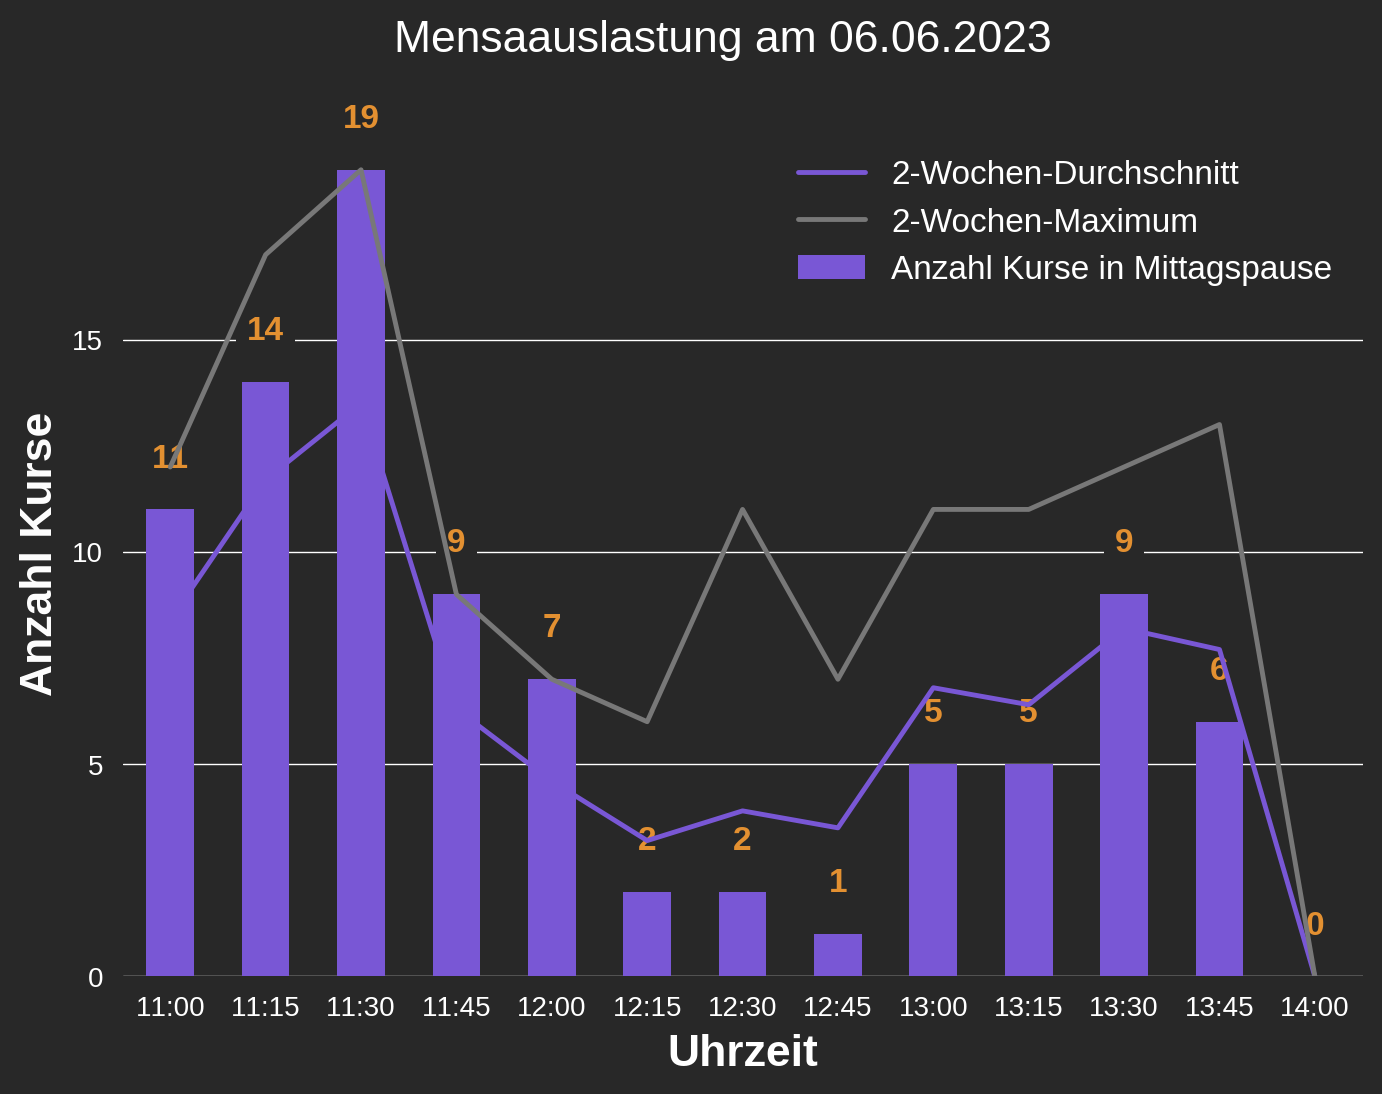 Mensaauslastung am 06.06.2023
19
2-Wochen-Durchschnitt
2-Wochen-Maximum
Anzahl Kurse in Mittagspause
14
15
11
9
9
10
7
6
5
5
5
2
2
1
0
0
Anzahl Kurse
11:00 11:15 11:30 11:45 12:00 12:15 12:30 12:45 13:00 13:15 13:30 13:45 14:00
Uhrzeit